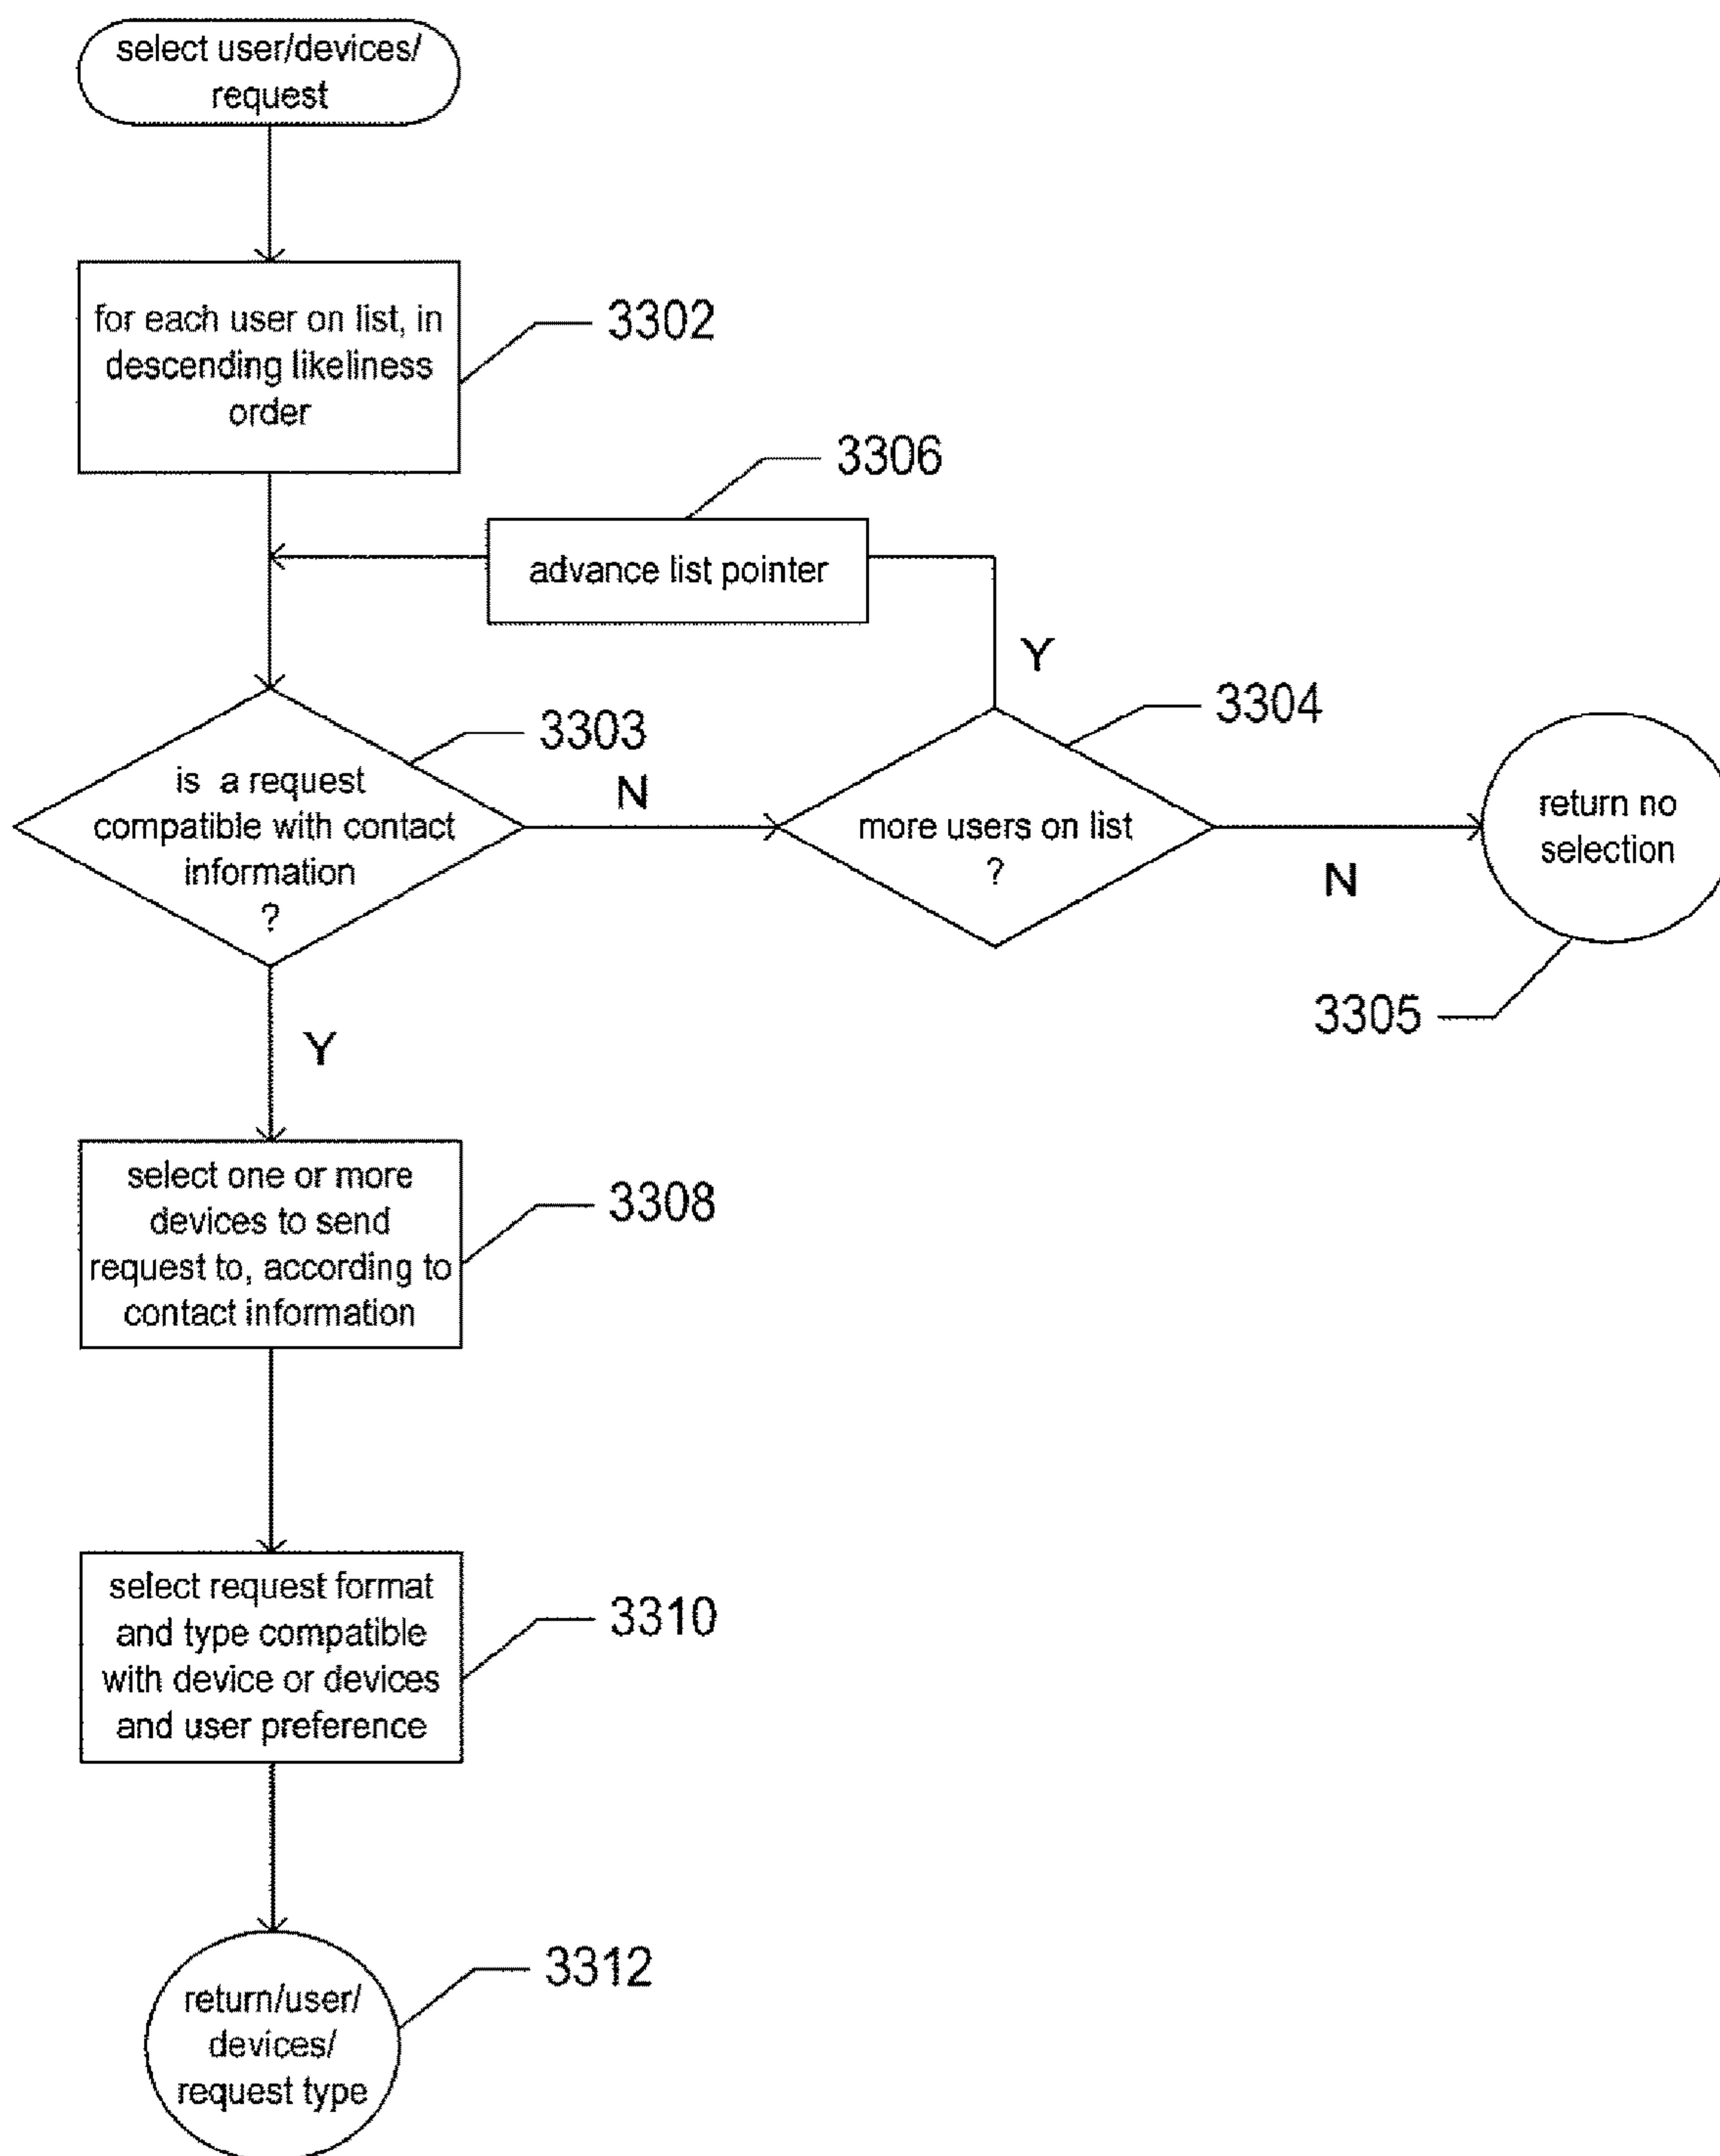 select user/devices/
request
for each user on list, in
descending likeliness
order
3302
3306
advance list pointer
Y
3303
is a request
compatible with contact
information
?
N
3304
more users on list
?
N
return no
selection
3305
Y
select one or more
devices to send
request to, according to
contact information
3308
select request format
and type compatible
with device or devices
and user preference
3310
return/user/
devices/
request type
3312